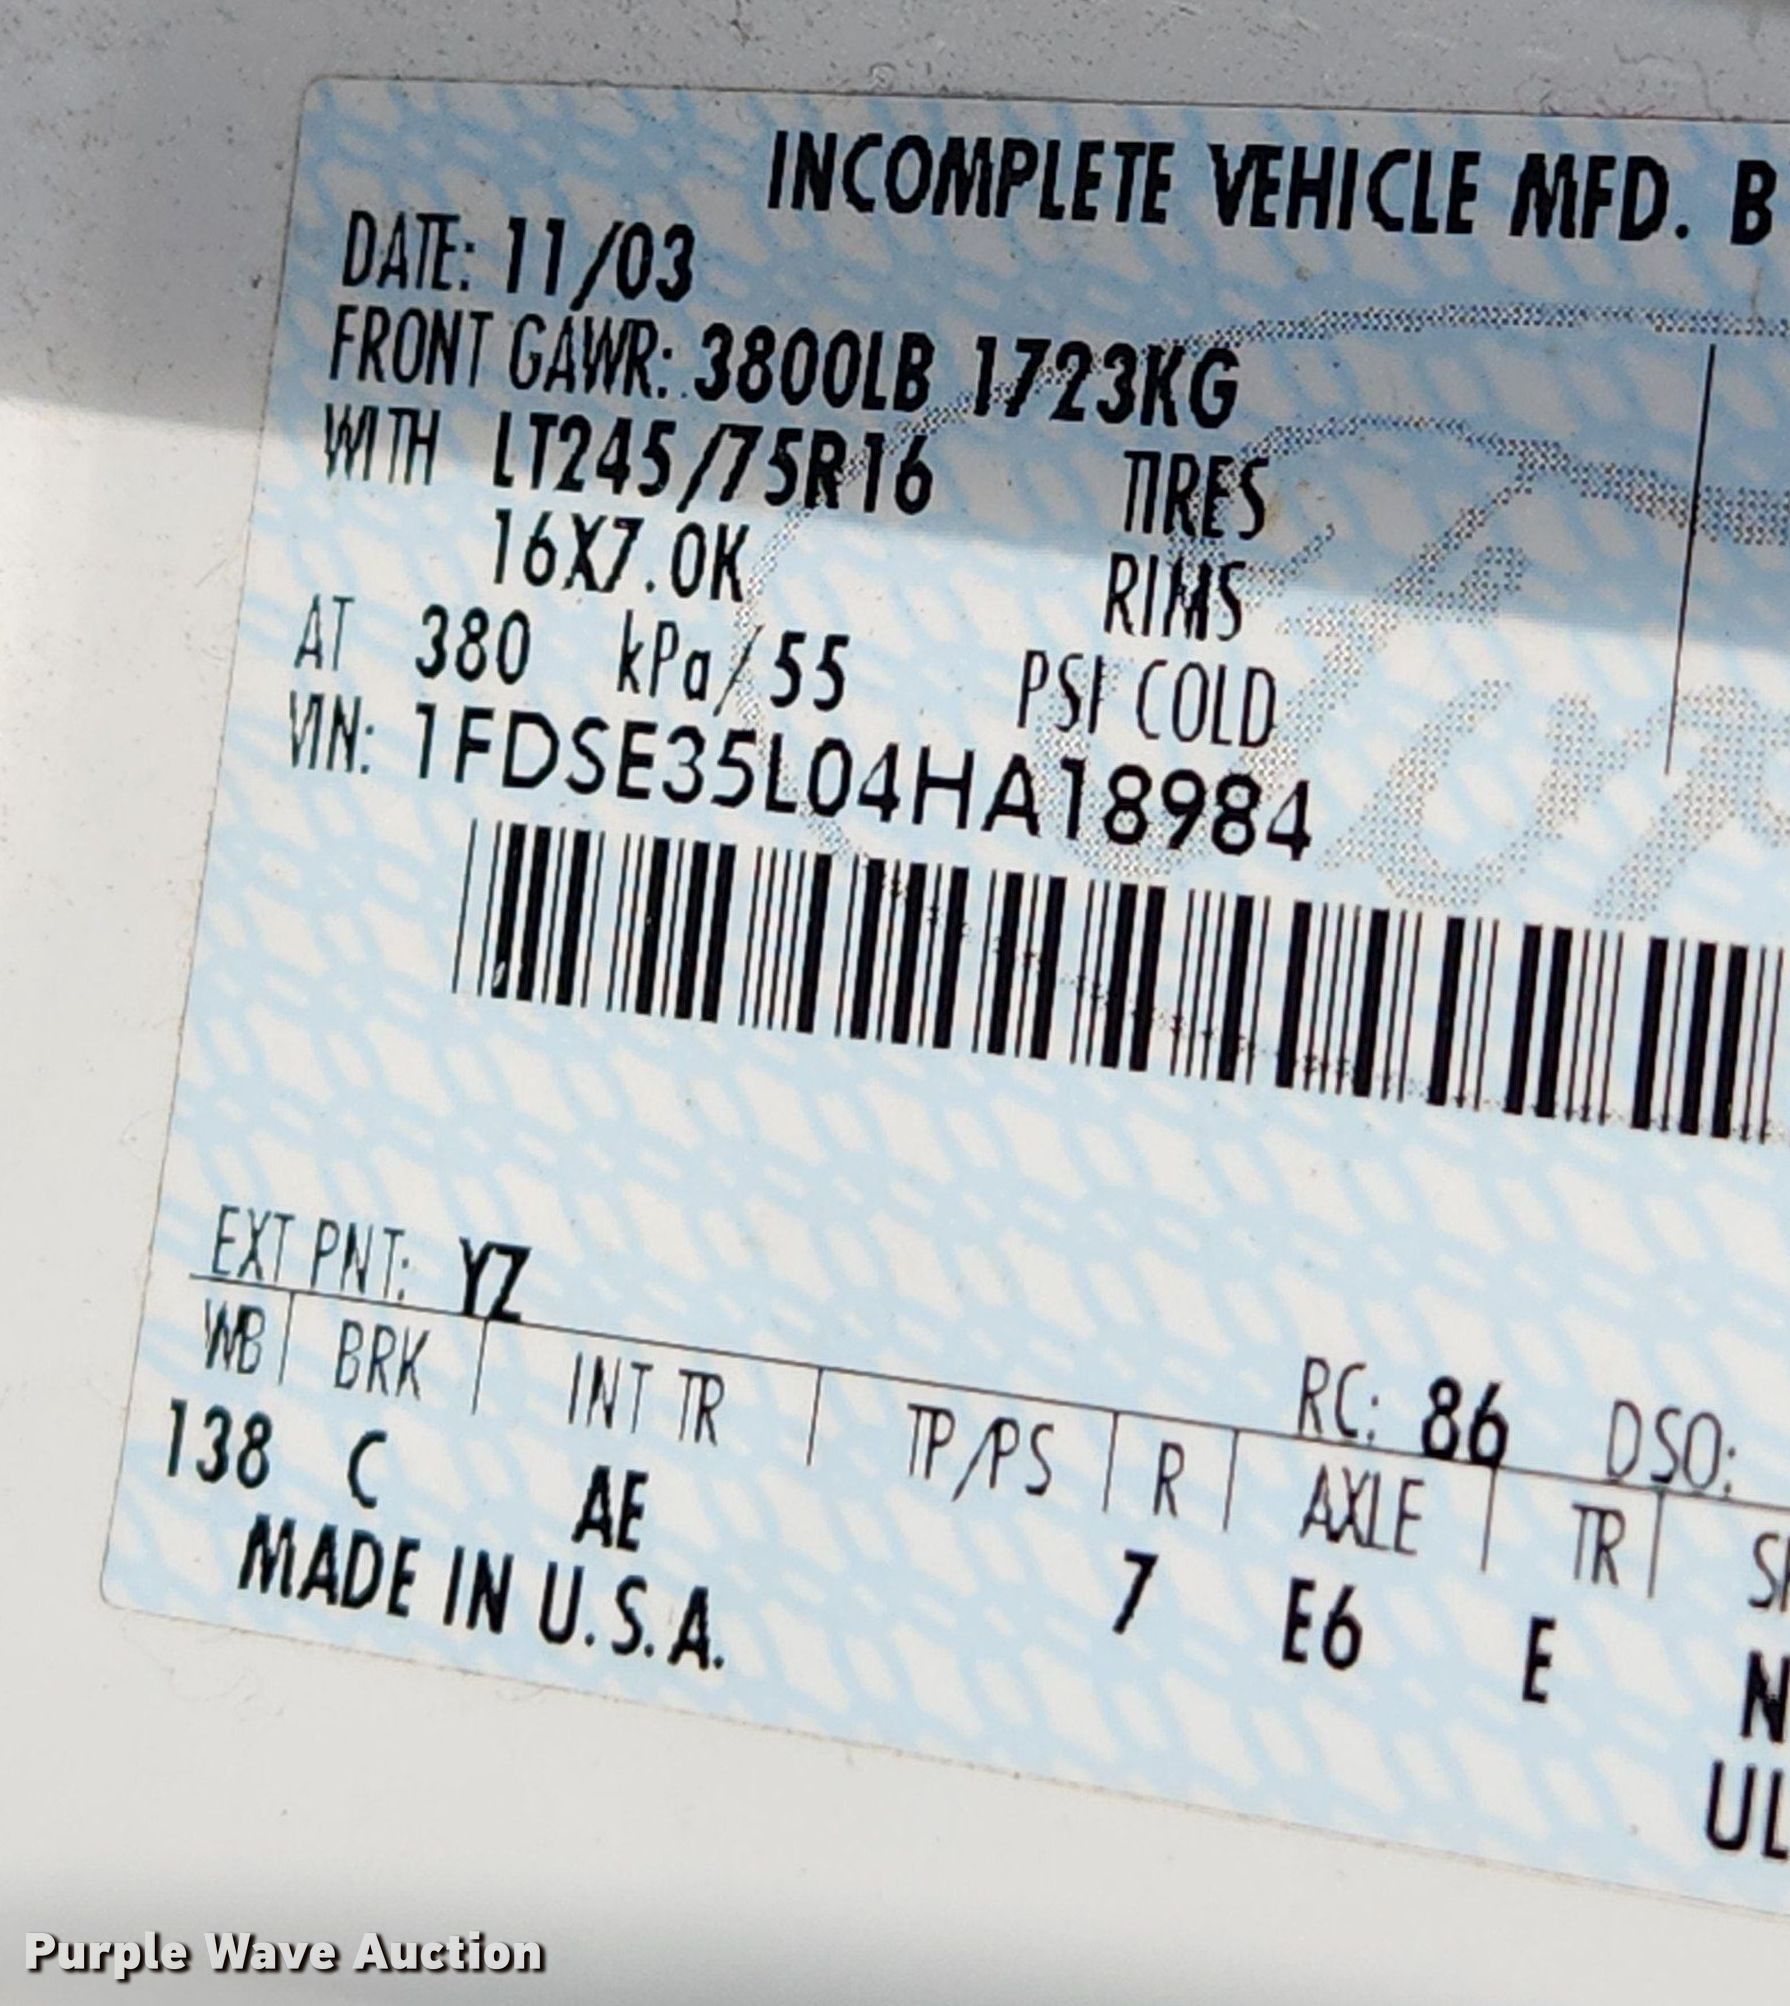 INCOMPLETE VEHICLE MFD. B
DATE: 11/03
FRONT GAWR: 3800LB 1723KG
WITH LT245/75R16 TIRES
16X7.0K RIMS
AT 380 kPa/55 PSI COLD
VIN: 1FDSE35L04HA18984
EXT PNT: YZ RC: 86 DSO:
WB BRK INT TR TP/PS R AXLE TR
138 C AE 7 E6 E N
MADE IN U.S.A. UL
Purple Wave Auction